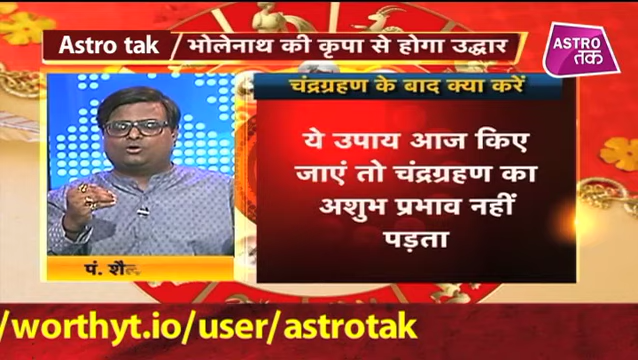 Astro tak भोलेनाथ की कृपा से होगा उद्धार
ASTRO
तक
चंद्रग्रहण के बाद क्या करें
ये उपाय आज किए
जाएं तो चंद्रग्रहण का
अशुभ प्रभाव नहीं
पड़ता
पं. शैल
/worthyt.io/user/astrotak